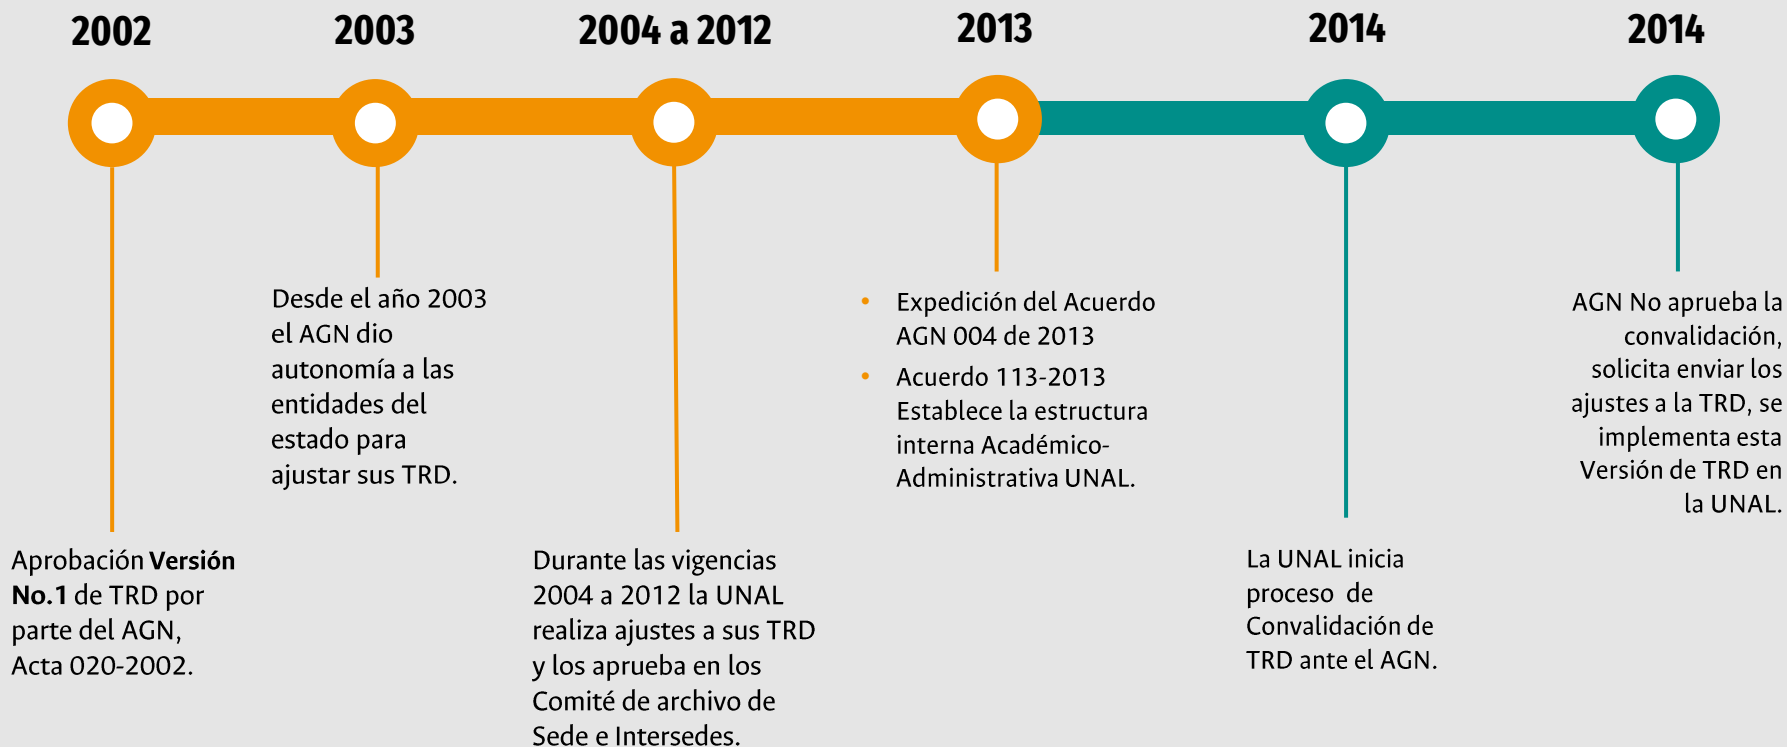 2002
Aprobación Versión
No.1 de TRD por
parte del AGN,
Acta 020-2002.
2003
Desde el año 2003
el AGN dio
autonomía a las
entidades del
estado para
ajustar sus TRD.
2004 a 2012
Durante las vigencias
2004 a 2012 la UNAL
realiza ajustes a sus TRD
y los aprueba en los
Comité de archivo de
Sede e Intersedes.
2013
• Expedición del Acuerdo
AGN 004 de 2013
• Acuerdo 113-2013
Establece la estructura
interna Académico-
Administrativa UNAL.
2014
La UNAL inicia
proceso de
Convalidación de
TRD ante el AGN.
2014
AGN No aprueba la
convalidación,
solicita enviar los
ajustes a la TRD, se
implementa esta
Versión de TRD en
la UNAL.